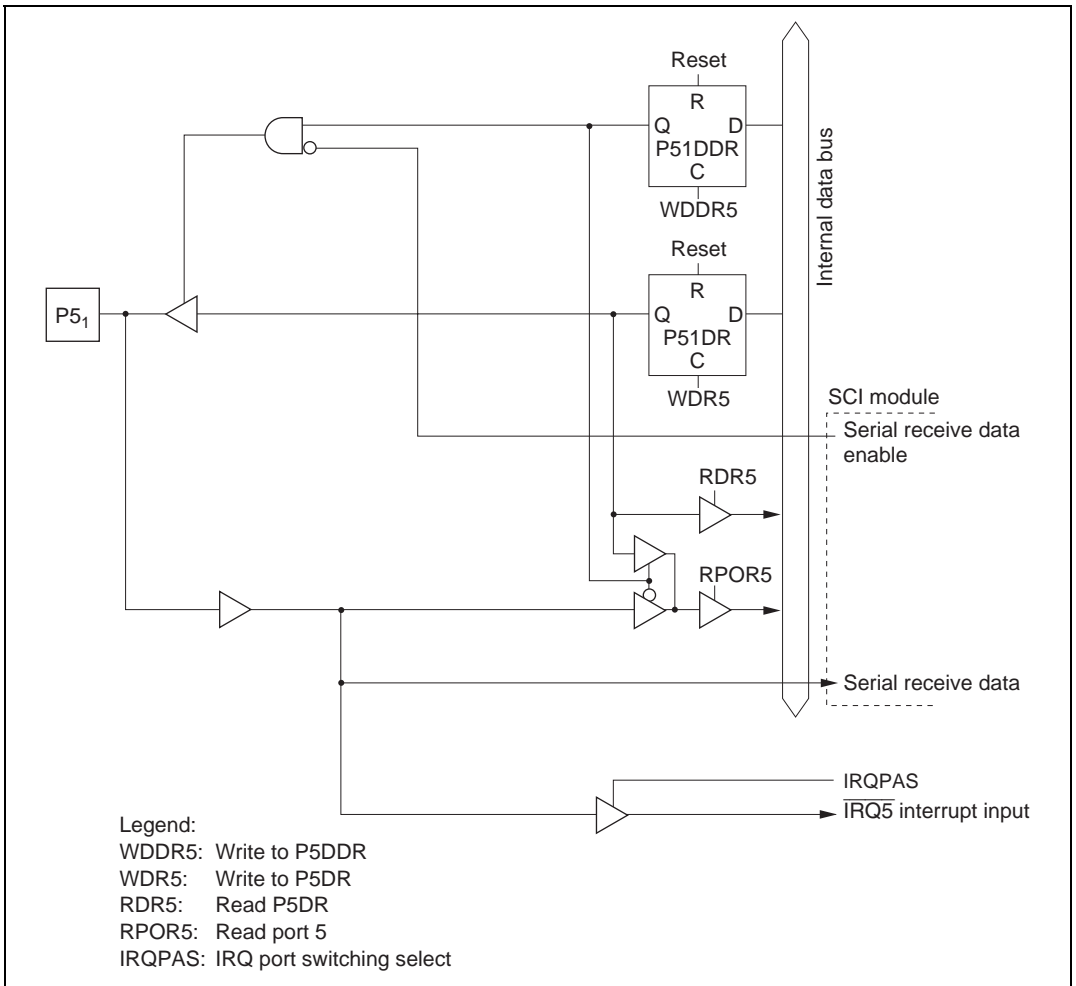 Reset
R
Q D
P51DDR
C
WDDR5
Internal data bus
Reset
R
P5₁
Q D
P51DR
C
WDR5
SCI module
Serial receive data
enable
RDR5
RPOR5
Serial receive data
IRQPAS
I̅R̅Q̅5̅ interrupt input
Legend:
WDDR5: Write to P5DDR
WDR5: Write to P5DR
RDR5: Read P5DR
RPOR5: Read port 5
IRQPAS: IRQ port switching select